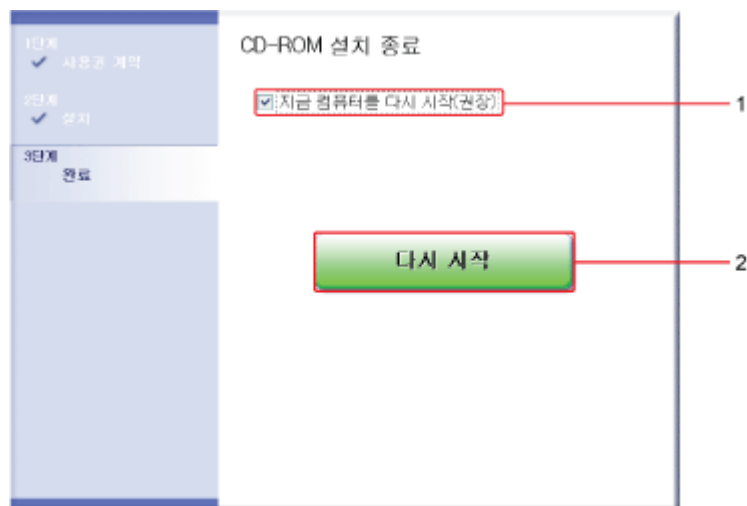 1단계
사용권 계약
2단계
설치
3단계
완료
CD-ROM 설치 종료
지금 컴퓨터를 다시 시작(권장)
1
다시 시작
2